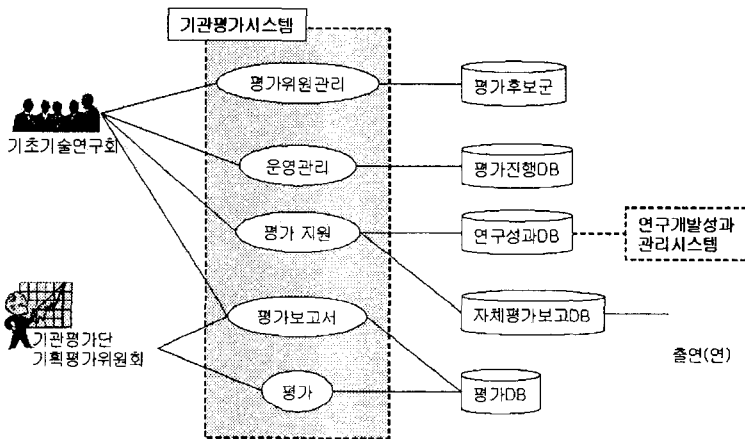 기관평가시스템
평가위원관리
평가후보군
기초기술연구회
운영관리
평가진행DB
평가 지원
연구성과DB
연구개발성과
관리시스템
평가보고서
자체평가보고DB
기관평가단
기획평가위원회
출연(연)
평가
평가DB